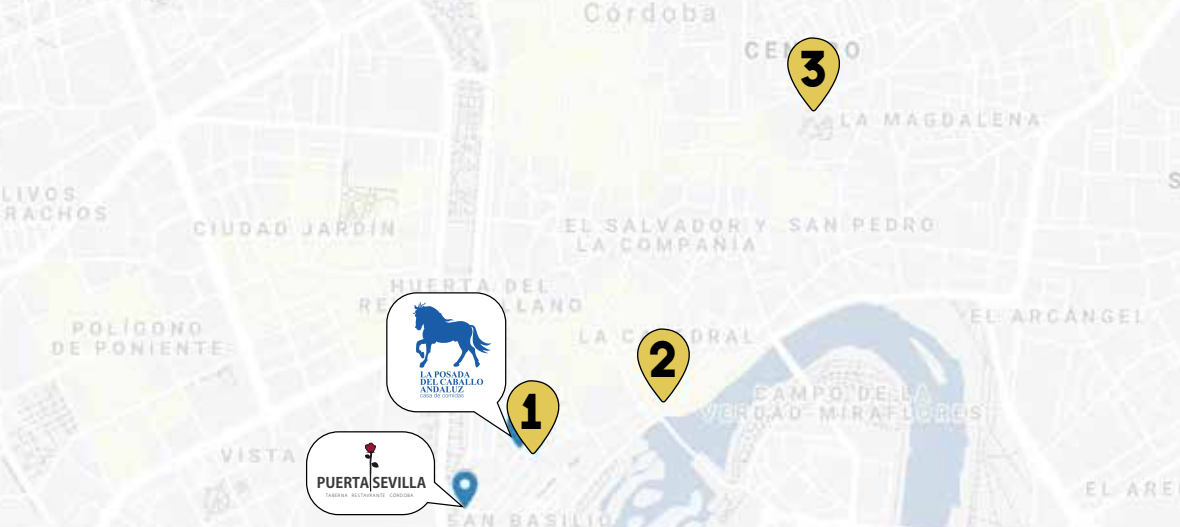 Córdoba
3
LA MAGDALENA
LIVOS
RACHOS
S
CIUDAD JARDÍN
EL SALVADOR Y
LA COMPAÑÍA
SAN PEDRO
HUERTA DEL
LLANO
EL ARCÁNGEL
POLÍGONO
DE PONIENTE
LA POSADA
DEL CABALLO
ANDALUZ
casa de comidas
1
2
CAMPO DE LA
VERDAD-MIRAFLORES
VISTA
PUERTA SEVILLA
TABERNA RESTAURANTE CÓRDOBA
SAN BASILIO
EL ARE